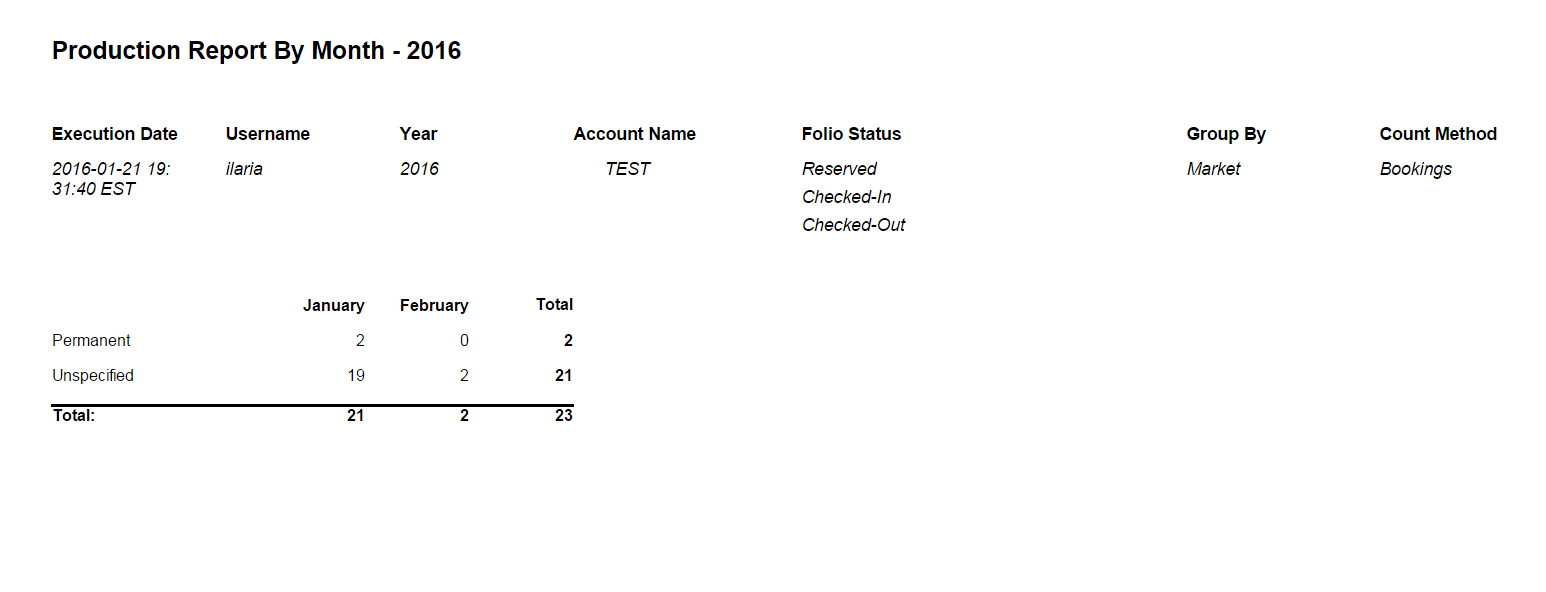 Production Report By Month - 2016
Execution Date Username Year Account Name Folio Status Group By Count Method
2016-01-21 19: ilaria 2016 TEST Reserved Market Bookings
31:40 EST
Checked-In
Checked-Out
January February Total
Permanent 2 0 2
Unspecified 19 2 21
Total: 21 2 23